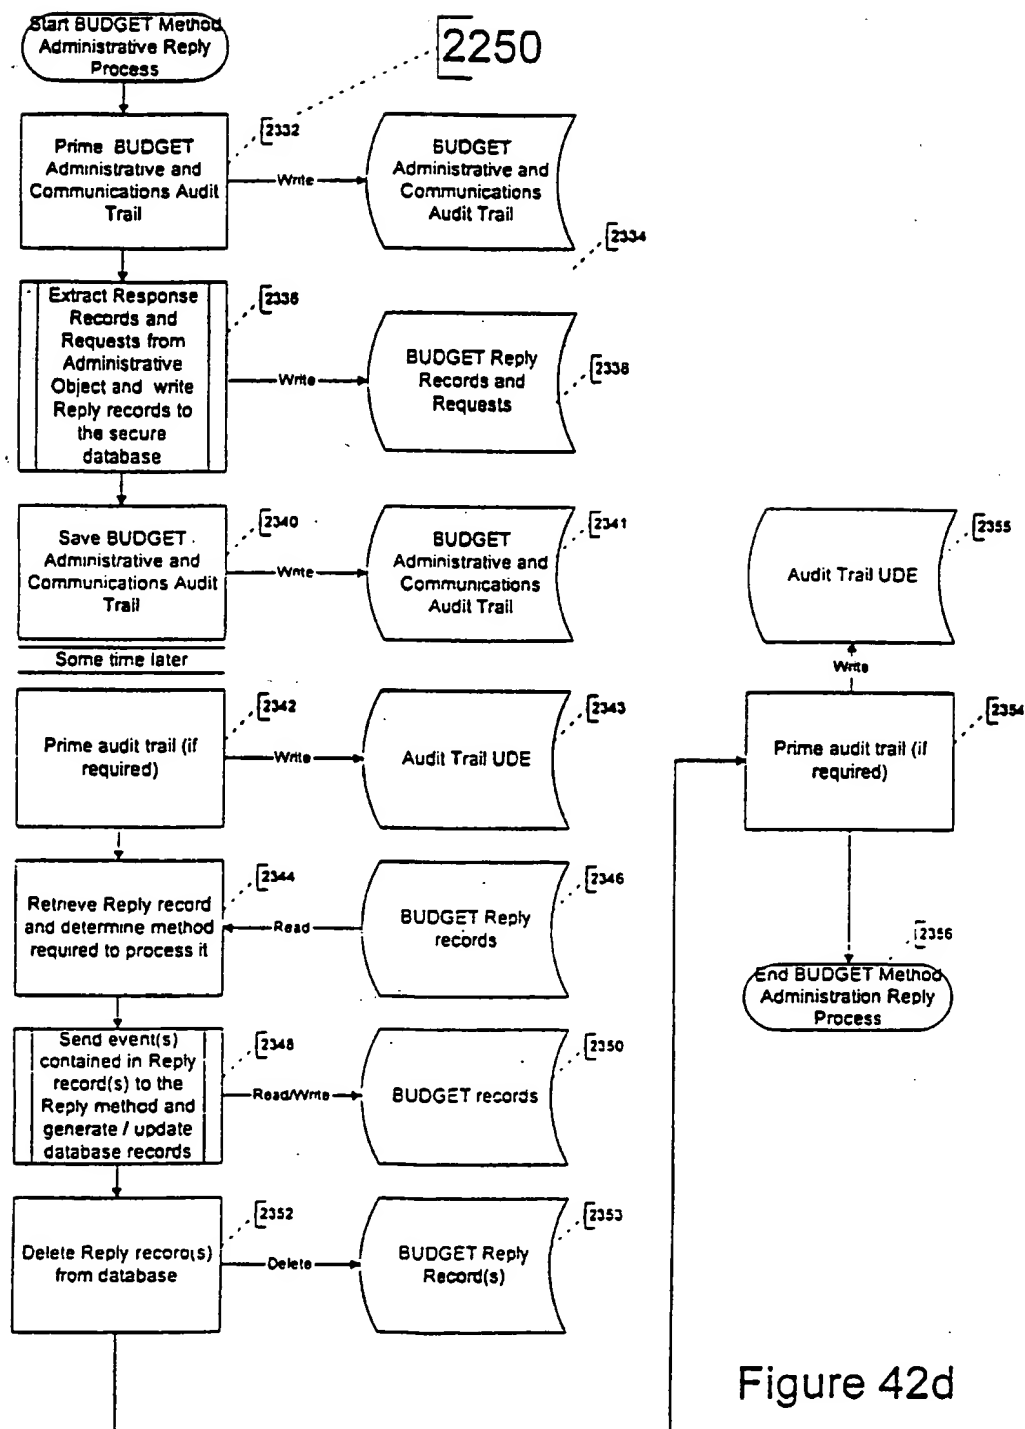 Start BUDGET Method
Administrative Reply
Process
2250
2332
Prime BUDGET
Administrative and
Communications Audit
Trail
Write
BUDGET
Administrative and
Communications
Audit Trail
2334
2336
Extract Response
Records and
Requests from
Administrative
Object and write
Reply records to
the secure
database
Write
BUDGET Reply
Records and
Requests
2338
2340
Save BUDGET
Administrative and
Communications Audit
Trail
Write
BUDGET
Administrative and
Communications
Audit Trail
2341
Some time later
2342
Prime audit trail (if
required)
Write
Audit Trail UDE
2343
2344
Retrieve Reply record
and determine method
required to process it
Read
BUDGET Reply
records
2346
2348
Send event(s)
contained in Reply
record(s) to the
Reply method and
generate / update
database records
Read/Write
BUDGET records
2350
2352
Delete Reply record(s)
from database
Delete
BUDGET Reply
Record(s)
2353
2355
Audit Trail UDE
Write
2354
Prime audit trail (if
required)
2356
End BUDGET Method
Administration Reply
Process
Figure 42d